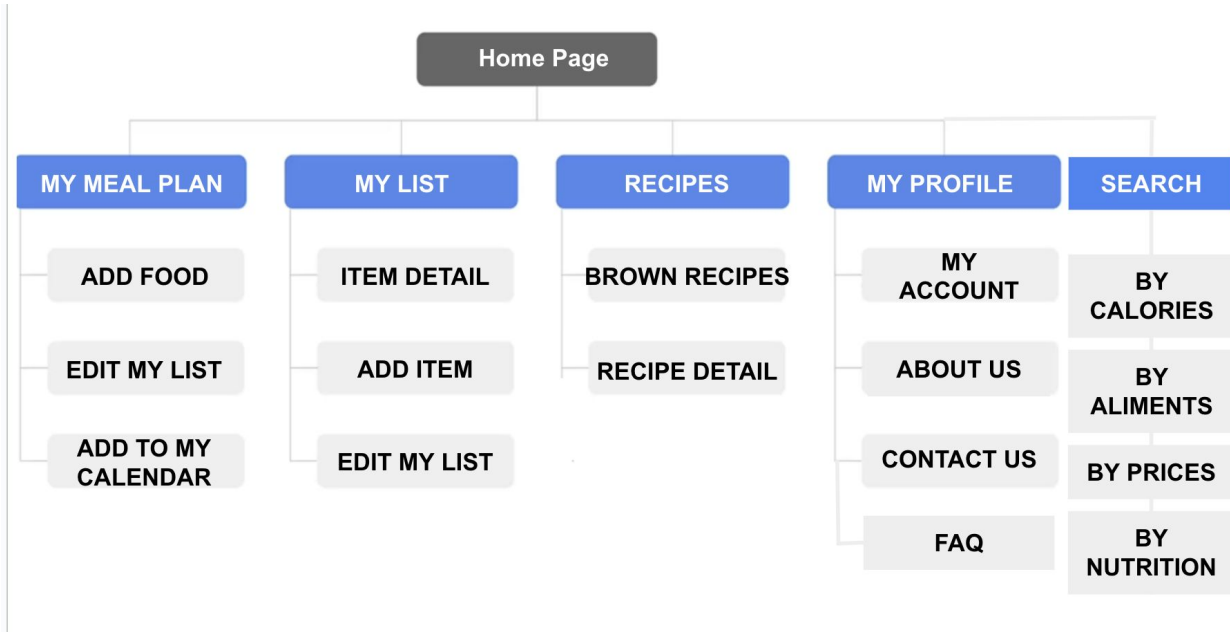 Home Page
MY MEAL PLAN
MY LIST
RECIPES
MY PROFILE
SEARCH
ADD FOOD
EDIT MY LIST
ADD TO MY
CALENDAR
ITEM DETAIL
ADD ITEM
EDIT MY LIST
BROWN RECIPES
RECIPE DETAIL
MY
ACCOUNT
ABOUT US
CONTACT US
FAQ
BY
CALORIES
BY
ALIMENTS
BY PRICES
BY
NUTRITION